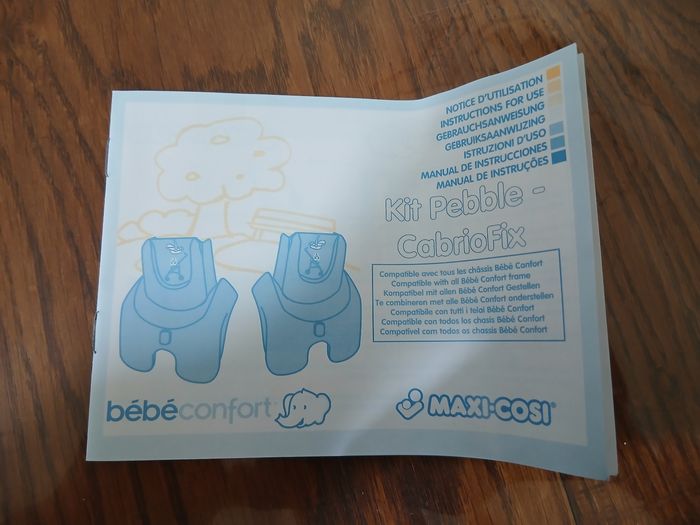 NOTICE D'UTILISATION
INSTRUCTIONS FOR USE
GEBRAUCHSANWEISUNG
GEBRUIKSAANWIJZING
ISTRUZIONI D'USO
MANUAL DE INSTRUCCIONES
MANUAL DE INSTRUÇÕES
Kit Pebble -
CabrioFix
Compatible avec tous les châssis Bébé Confort
Compatible with all Bébé Confort frame
Kompatibel mit allen Bébé Confort Gestellen
Te combineren met alle Bébé Confort onderstellen
Compatibile con tutti i telai Bébé Confort
Compatible con todos los chasis Bébé Confort
Compatível com todos os chassis Bébé Confort
bébéconfort
MAXI-COSI®